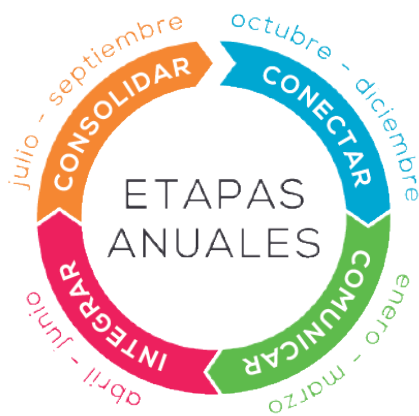 ETAPAS
ANUALES
octubre - diciembre
CONECTAR
enero - marzo
COMUNICAR
abril - junio
INTEGRAR
julio - septiembre
CONSOLIDAR